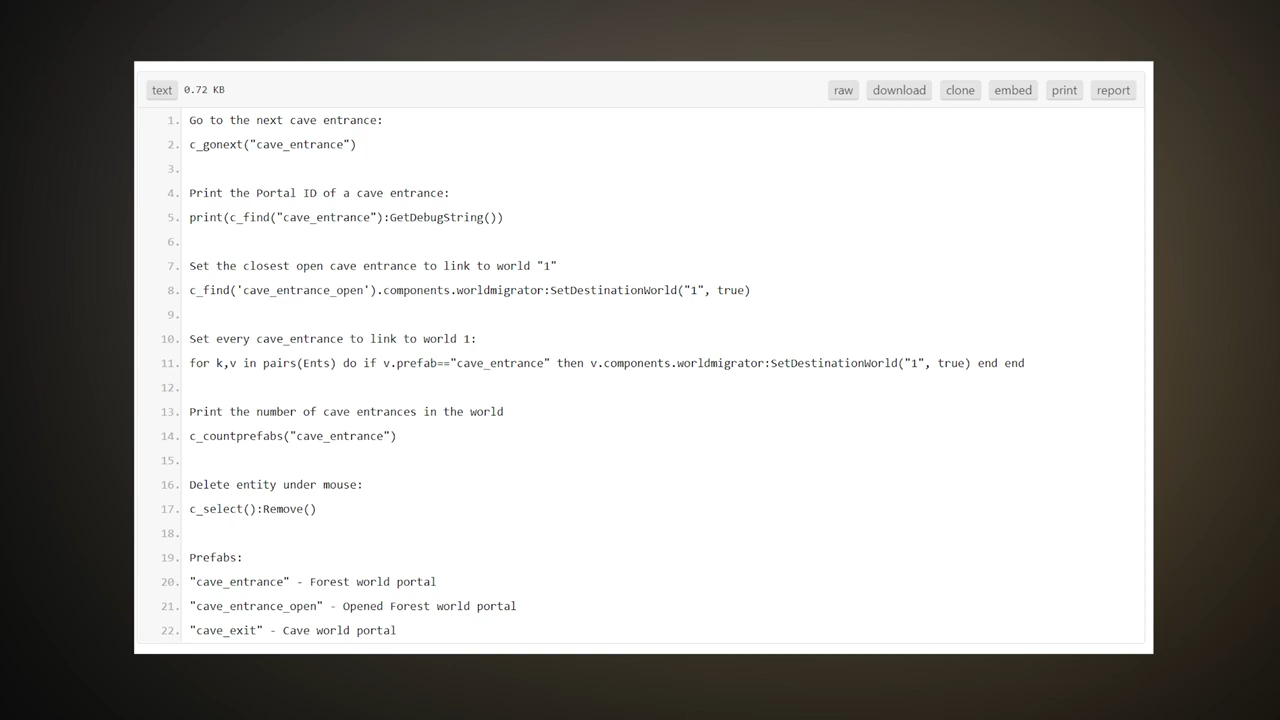 text 0.72 KB raw download clone embed print report
1. Go to the next cave entrance:
2. c_gonext("cave_entrance")
3.
4. Print the Portal ID of a cave entrance:
5. print(c_find("cave_entrance"):GetDebugString())
6.
7. Set the closest open cave entrance to link to world "1"
8. c_find('cave_entrance_open').components.worldmigrator:SetDestinationWorld("1", true)
9.
10. Set every cave_entrance to link to world 1:
11. for k,v in pairs(Ents) do if v.prefab=="cave_entrance" then v.components.worldmigrator:SetDestinationWorld("1", true) end end
12.
13. Print the number of cave entrances in the world
14. c_countprefabs("cave_entrance")
15.
16. Delete entity under mouse:
17. c_select():Remove()
18.
19. Prefabs:
20. "cave_entrance" - Forest world portal
21. "cave_entrance_open" - Opened Forest world portal
22. "cave_exit" - Cave world portal